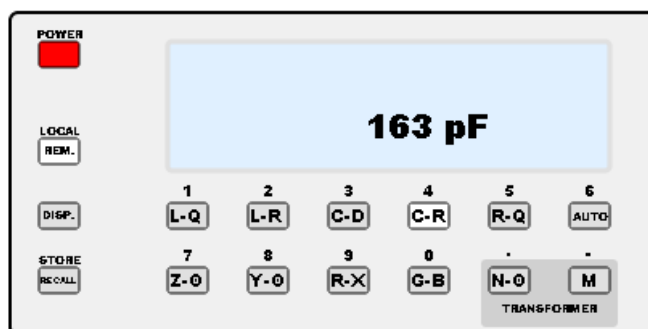 POWER
163 pF
LOCAL
REM.
1 2 3 4 5 6
DISP. L-Q L-R C-D C-R R-Q AUTO
STORE 7 8 9 0 . -
RECALL Z-Θ Y-Θ R-X G-B N-Θ M
TRANSFORMER